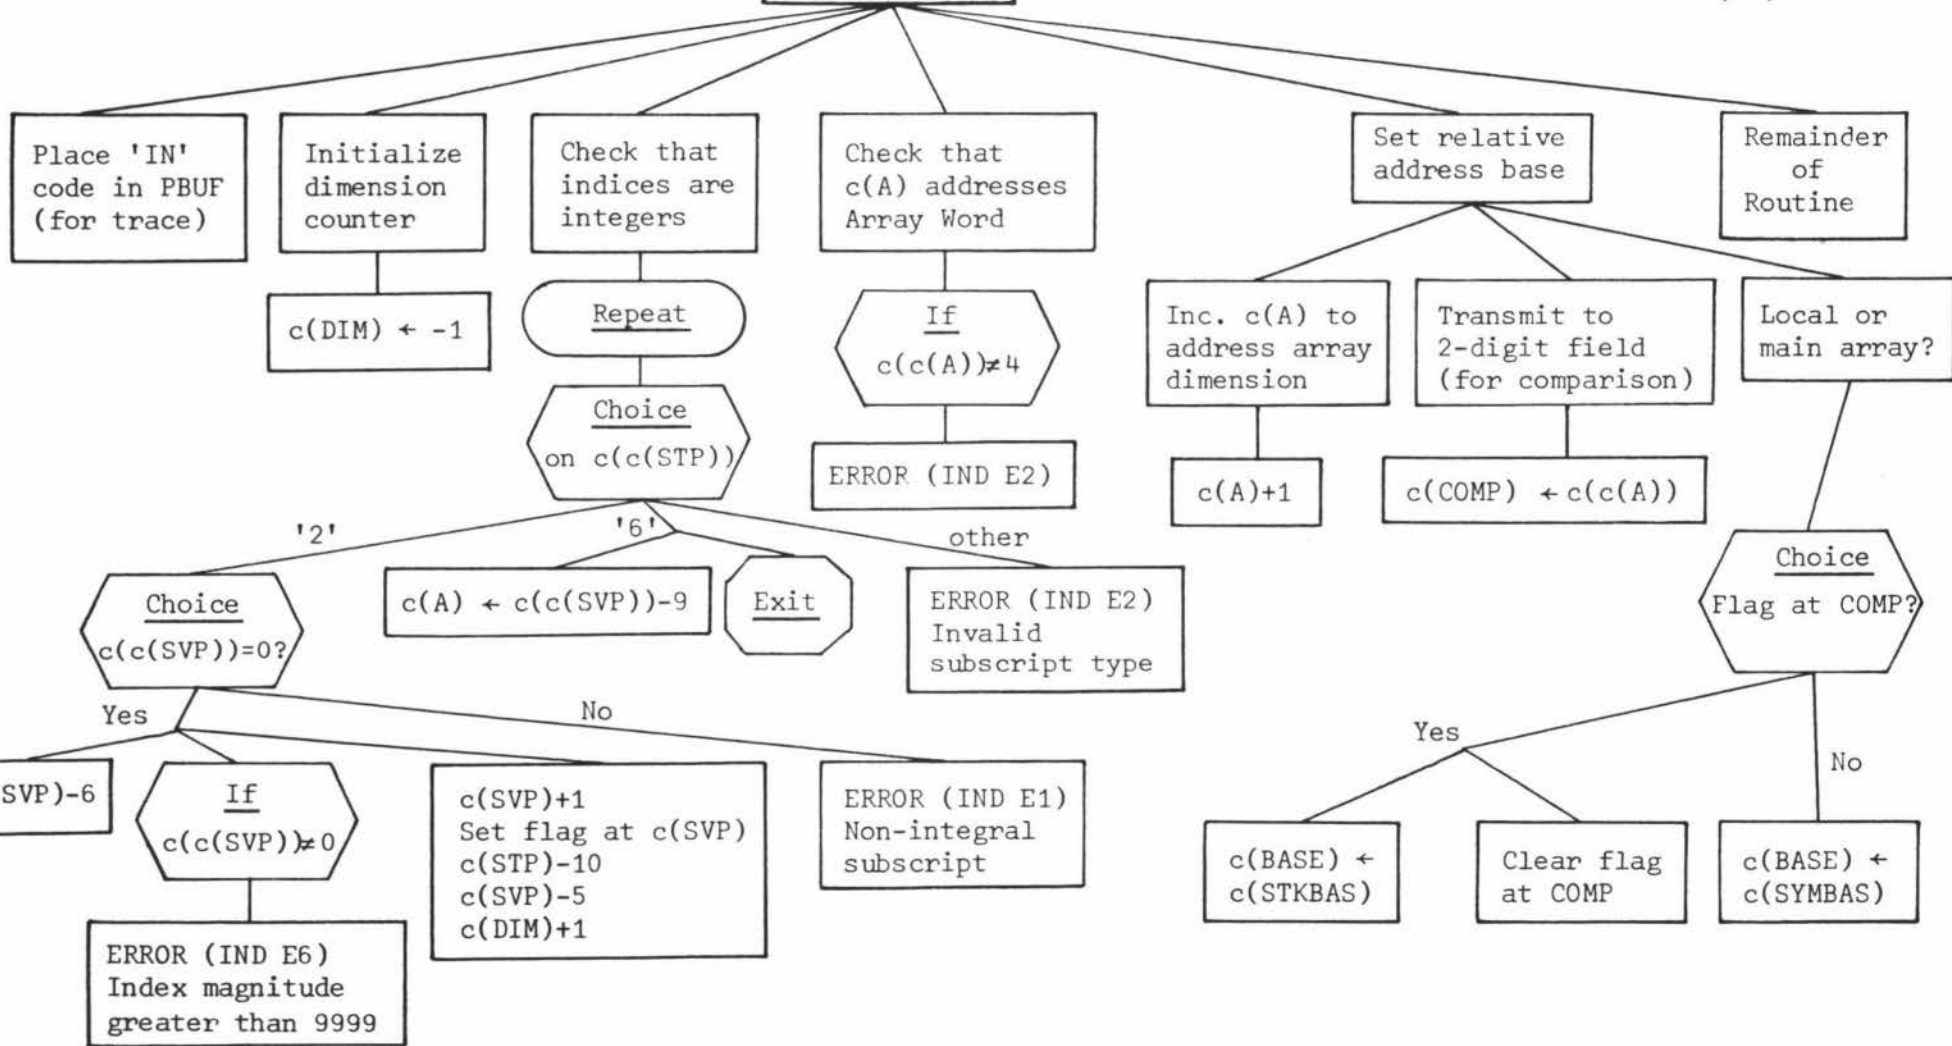 Place 'IN'
code in PBUF
(for trace)
Initialize
dimension
counter
Check that
indices are
integers
Check that
c(A) addresses
Array Word
Set relative
address base
Remainder
of
Routine
c(DIM) ← -1
Repeat
If
c(c(A))≠4
Inc. c(A) to
address array
dimension
Transmit to
2-digit field
(for comparison)
Local or
main array?
Choice
on c(c(STP))
ERROR (IND E2)
c(A)+1
c(COMP) ← c(c(A))
'2'
'6'
other
Choice
c(c(SVP))=0?
c(A) ← c(c(SVP))-9
Exit
ERROR (IND E2)
Invalid
subscript type
Choice
Flag at COMP?
Yes
No
SVP)-6
If
c(c(SVP))≠0
c(SVP)+1
Set flag at c(SVP)
c(STP)-10
c(SVP)-5
c(DIM)+1
ERROR (IND E1)
Non-integral
subscript
Yes
No
c(BASE) ←
c(STKBAS)
Clear flag
at COMP
c(BASE) ←
c(SYMBAS)
ERROR (IND E6)
Index magnitude
greater than 9999